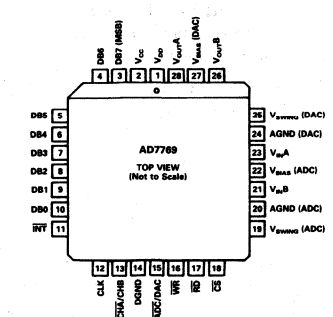 DB6
DB7 (MSB)
VCC
VDD
VOUTA
VBIAS (DAC)
VOUTB
4 3 2 1 28 27 26
DB5 5
DB4 6
DB3 7
DB2 8
DB1 9
DB0 10
INT 11
AD7769
TOP VIEW
(Not to Scale)
25 VSWING (DAC)
24 AGND (DAC)
23 VINA
22 VBIAS (ADC)
21 VINB
20 AGND (ADC)
19 VSWING (ADC)
12 13 14 15 16 17 18
CLK
CHA/CHB
DGND
ADC/DAC
WR
RD
CS